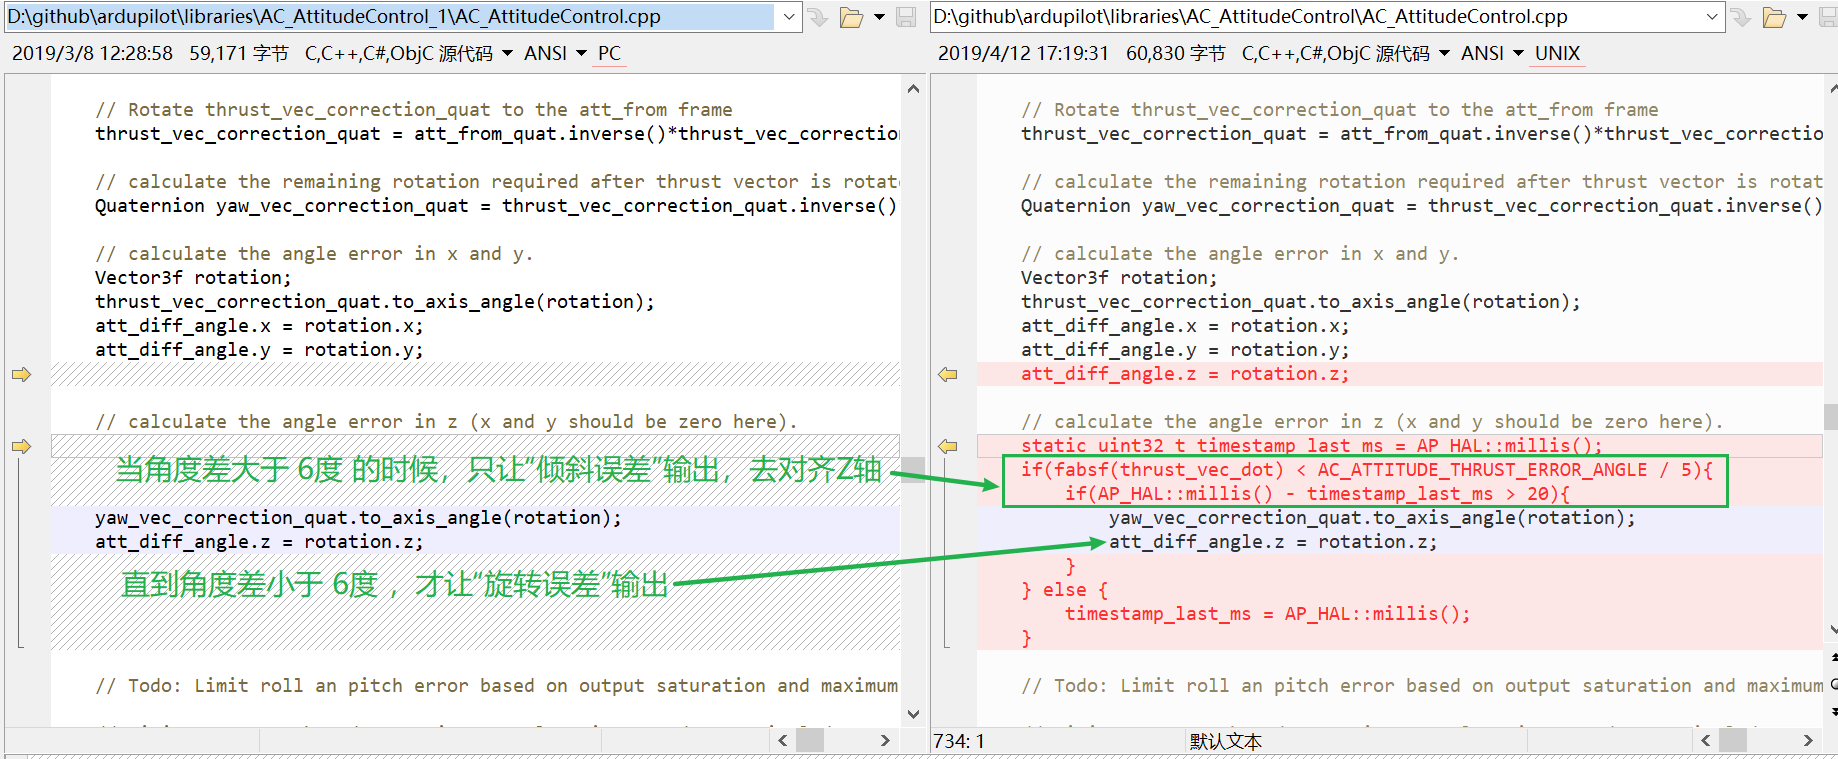 D:\github\ardupilot\libraries\AC_AttitudeControl_1\AC_AttitudeControl.cpp
2019/3/8 12:28:58 59,171 字节 C,C++,C#,ObjC 源代码 ANSI PC
// Rotate thrust_vec_correction_quat to the att_from frame
thrust_vec_correction_quat = att_from_quat.inverse()*thrust_vec_correction
// calculate the remaining rotation required after thrust vector is rotat
Quaternion yaw_vec_correction_quat = thrust_vec_correction_quat.inverse()
// calculate the angle error in x and y.
Vector3f rotation;
thrust_vec_correction_quat.to_axis_angle(rotation);
att_diff_angle.x = rotation.x;
att_diff_angle.y = rotation.y;
// calculate the angle error in z (x and y should be zero here).
当角度差大于 6度 的时候，只让“倾斜误差”输出，去对齐Z轴
yaw_vec_correction_quat.to_axis_angle(rotation);
att_diff_angle.z = rotation.z;
直到角度差小于 6度 ，才让“旋转误差”输出
// Todo: Limit roll an pitch error based on output saturation and maximum
D:\github\ardupilot\libraries\AC_AttitudeControl\AC_AttitudeControl.cpp
2019/4/12 17:19:31 60,830 字节 C,C++,C#,ObjC 源代码 ANSI UNIX
// Rotate thrust_vec_correction_quat to the att_from frame
thrust_vec_correction_quat = att_from_quat.inverse()*thrust_vec_correctio
// calculate the remaining rotation required after thrust vector is rotat
Quaternion yaw_vec_correction_quat = thrust_vec_correction_quat.inverse()
// calculate the angle error in x and y.
Vector3f rotation;
thrust_vec_correction_quat.to_axis_angle(rotation);
att_diff_angle.x = rotation.x;
att_diff_angle.y = rotation.y;
att_diff_angle.z = rotation.z;
// calculate the angle error in z (x and y should be zero here).
static uint32_t timestamp_last_ms = AP_HAL::millis();
if(fabsf(thrust_vec_dot) < AC_ATTITUDE_THRUST_ERROR_ANGLE / 5){
if(AP_HAL::millis() - timestamp_last_ms > 20){
yaw_vec_correction_quat.to_axis_angle(rotation);
att_diff_angle.z = rotation.z;
}
} else {
timestamp_last_ms = AP_HAL::millis();
}
// Todo: Limit roll an pitch error based on output saturation and maximum
734: 1 默认文本